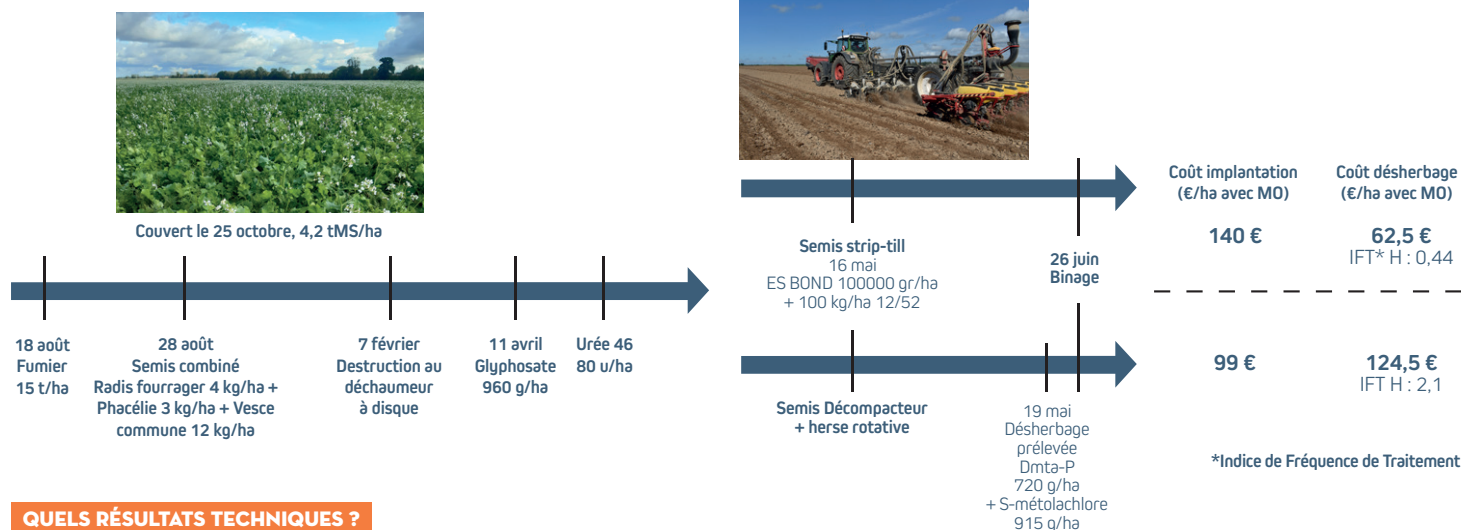 Couvert le 25 octobre, 4,2 tMS/ha
18 août
Fumier
15 t/ha
28 août
Semis combiné
Radis fourrager 4 kg/ha +
Phacélie 3 kg/ha + Vesce
commune 12 kg/ha
7 février
Destruction au
déchaumeur
à disque
11 avril
Glyphosate
960 g/ha
Urée 46
80 u/ha
Semis strip-till
16 mai
ES BOND 100000 gr/ha
+ 100 kg/ha 12/52
26 juin
Binage
Coût implantation
(€/ha avec MO)
Coût désherbage
(€/ha avec MO)
140 €
62,5 €
IFT* H : 0,44
Semis Décompacteur
+ herse rotative
19 mai
Désherbage
prélevée
Dmta-P
720 g/ha
+ S-métolachlore
915 g/ha
99 €
124,5 €
IFT H : 2,1
*Indice de Fréquence de Traitement
QUELS RÉSULTATS TECHNIQUES ?